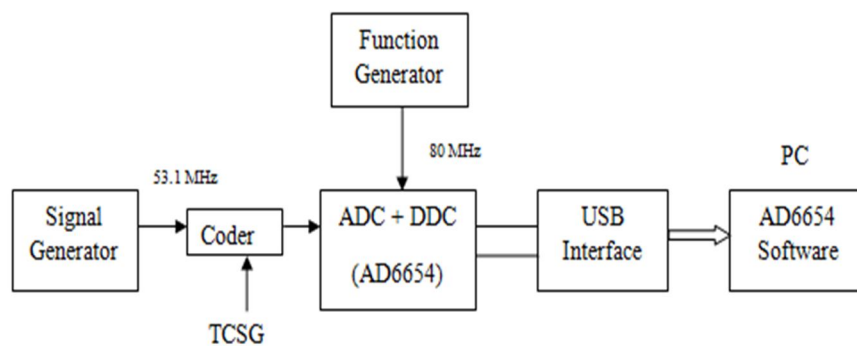 Function
Generator
80 MHz
53.1 MHz
PC
Signal
Generator
Coder
ADC + DDC
(AD6654)
USB
Interface
AD6654
Software
TCSG